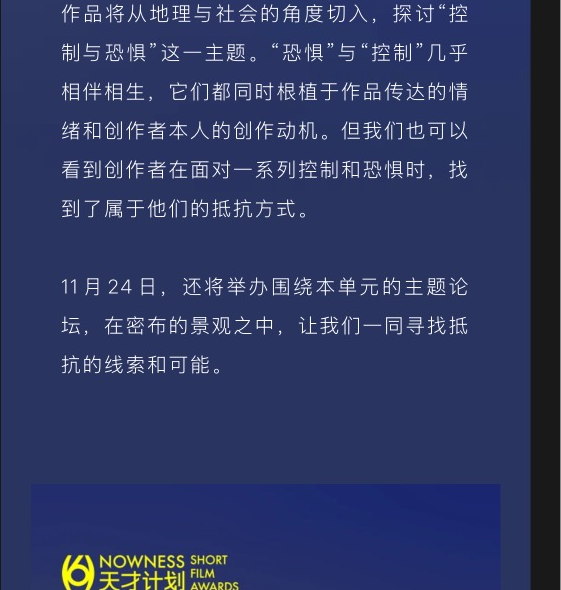 作品将从地理与社会的角度切入，探讨“控
制与恐惧”这一主题。“恐惧”与“控制”几乎
相伴相生，它们都同时根植于作品传达的情
绪和创作者本人的创作动机。但我们也可以
看到创作者在面对一系列控制和恐惧时，找
到了属于他们的抵抗方式。
11月24日，还将举办围绕本单元的主题论
坛，在密布的景观之中，让我们一同寻找抵
抗的线索和可能。
NOWNESS SHORT
天才计划 FILM
AWARDS